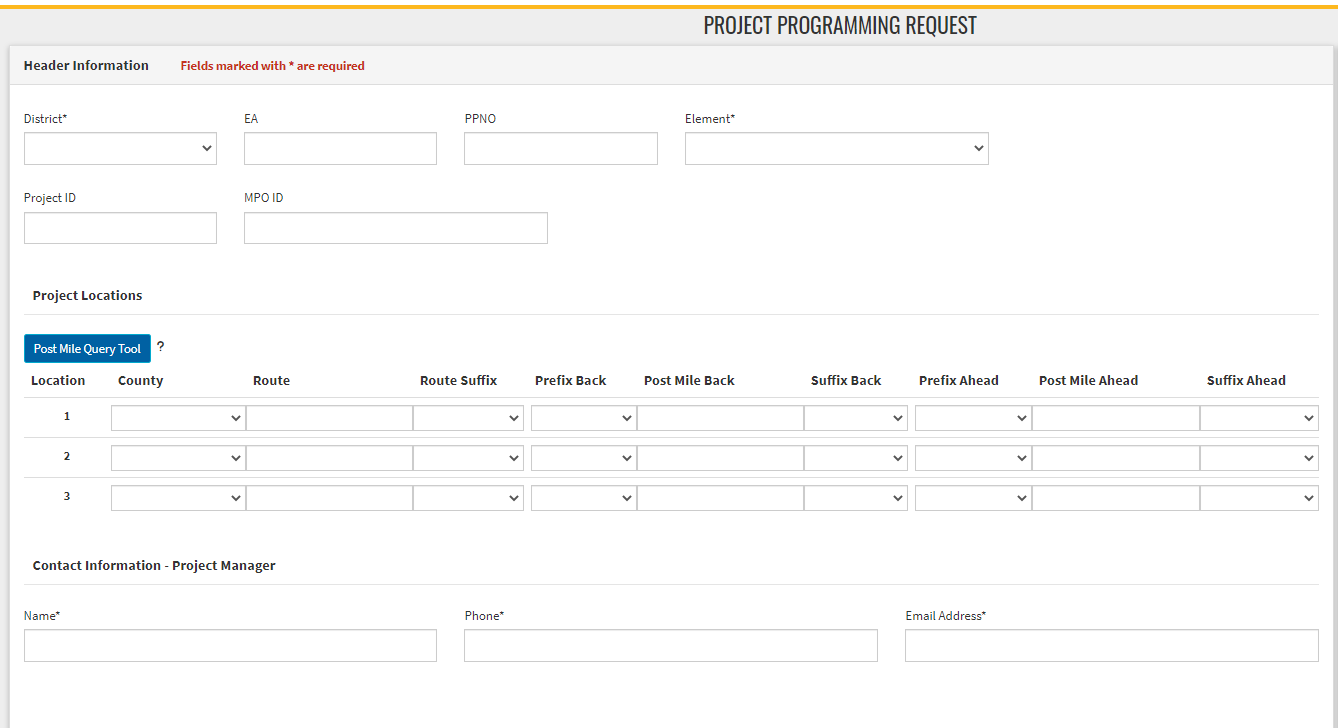 PROJECT PROGRAMMING REQUEST
Header Information Fields marked with * are required
District* EA PPNO Element*
Project ID MPO ID
Project Locations
Post Mile Query Tool ?
Location County Route Route Suffix Prefix Back Post Mile Back Suffix Back Prefix Ahead Post Mile Ahead Suffix Ahead
1
2
3
Contact Information - Project Manager
Name* Phone* Email Address*